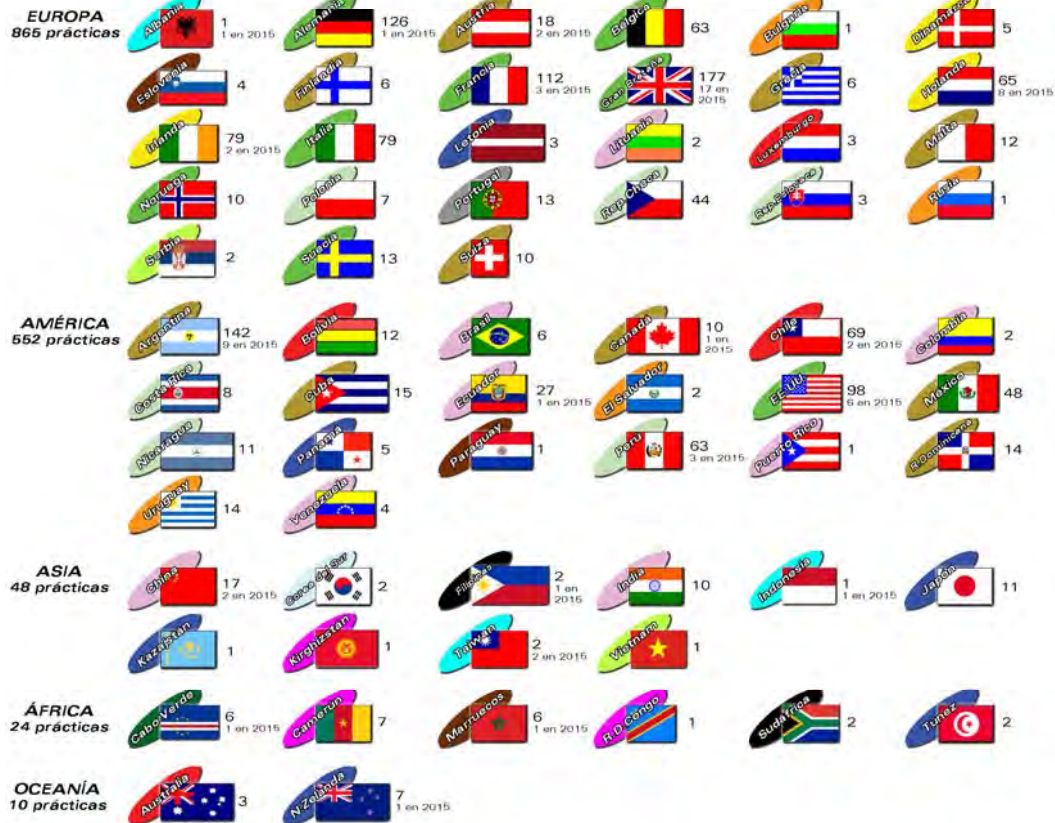 EUROPA
865 prácticas
Albania
1
1 en 2015
Alemania
126
1 en 2015
Austria
18
2 en 2015
Bélgica
63
Bulgaria
1
Dinamarca
5
Eslovenia
4
Finlandia
6
Francia
112
3 en 2015
Gran Bretaña
177
17 en
2015
Grecia
6
Holanda
65
8 en 2015
Irlanda
79
2 en 2015
Italia
79
Letonia
3
Lituania
2
Luxemburgo
3
Malta
12
Noruega
10
Polonia
7
Portugal
13
Rep.Checa
44
Rep.Eslovaca
3
Rusia
1
Serbia
2
Suecia
13
Suiza
10
AMÉRICA
552 prácticas
Argentina
142
9 en 2015
Bolivia
12
Brasil
6
Canadá
10
1 en
2015
Chile
69
2 en 2015
Colombia
2
Costa Rica
8
Cuba
15
Ecuador
27
1 en 2015
El Salvador
2
EE.UU
98
6 en 2015
México
48
Nicaragua
11
Panamá
5
Paraguay
1
Perú
63
3 en 2015
Puerto Rico
1
R.Dominicana
14
Uruguay
14
Venezuela
4
ASIA
48 prácticas
China
17
2 en 2015
Corea del Sur
2
Filipinas
2
1 en
2015
India
10
Indonesia
1
1 en 2015
Japón
11
Kazajstán
1
Kirghizstán
1
Taiwan
2
2 en 2015
Vietnam
1
ÁFRICA
24 prácticas
Cabo Verde
6
1 en 2015
Camerún
7
Marruecos
6
1 en 2015
R.D.Congo
1
Sudáfrica
2
Túnez
2
OCEANÍA
10 prácticas
Australia
3
N.Zelanda
7
1 en 2015